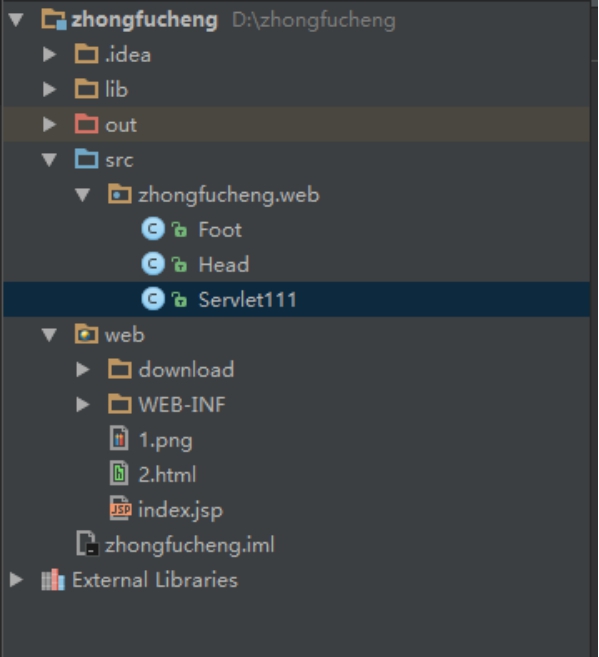 zhongfucheng D:\zhongfucheng
.idea
lib
out
src
zhongfucheng.web
C Foot
C Head
C Servlet111
web
download
WEB-INF
1.png
h 2.html
JSP index.jsp
zhongfucheng.iml
External Libraries